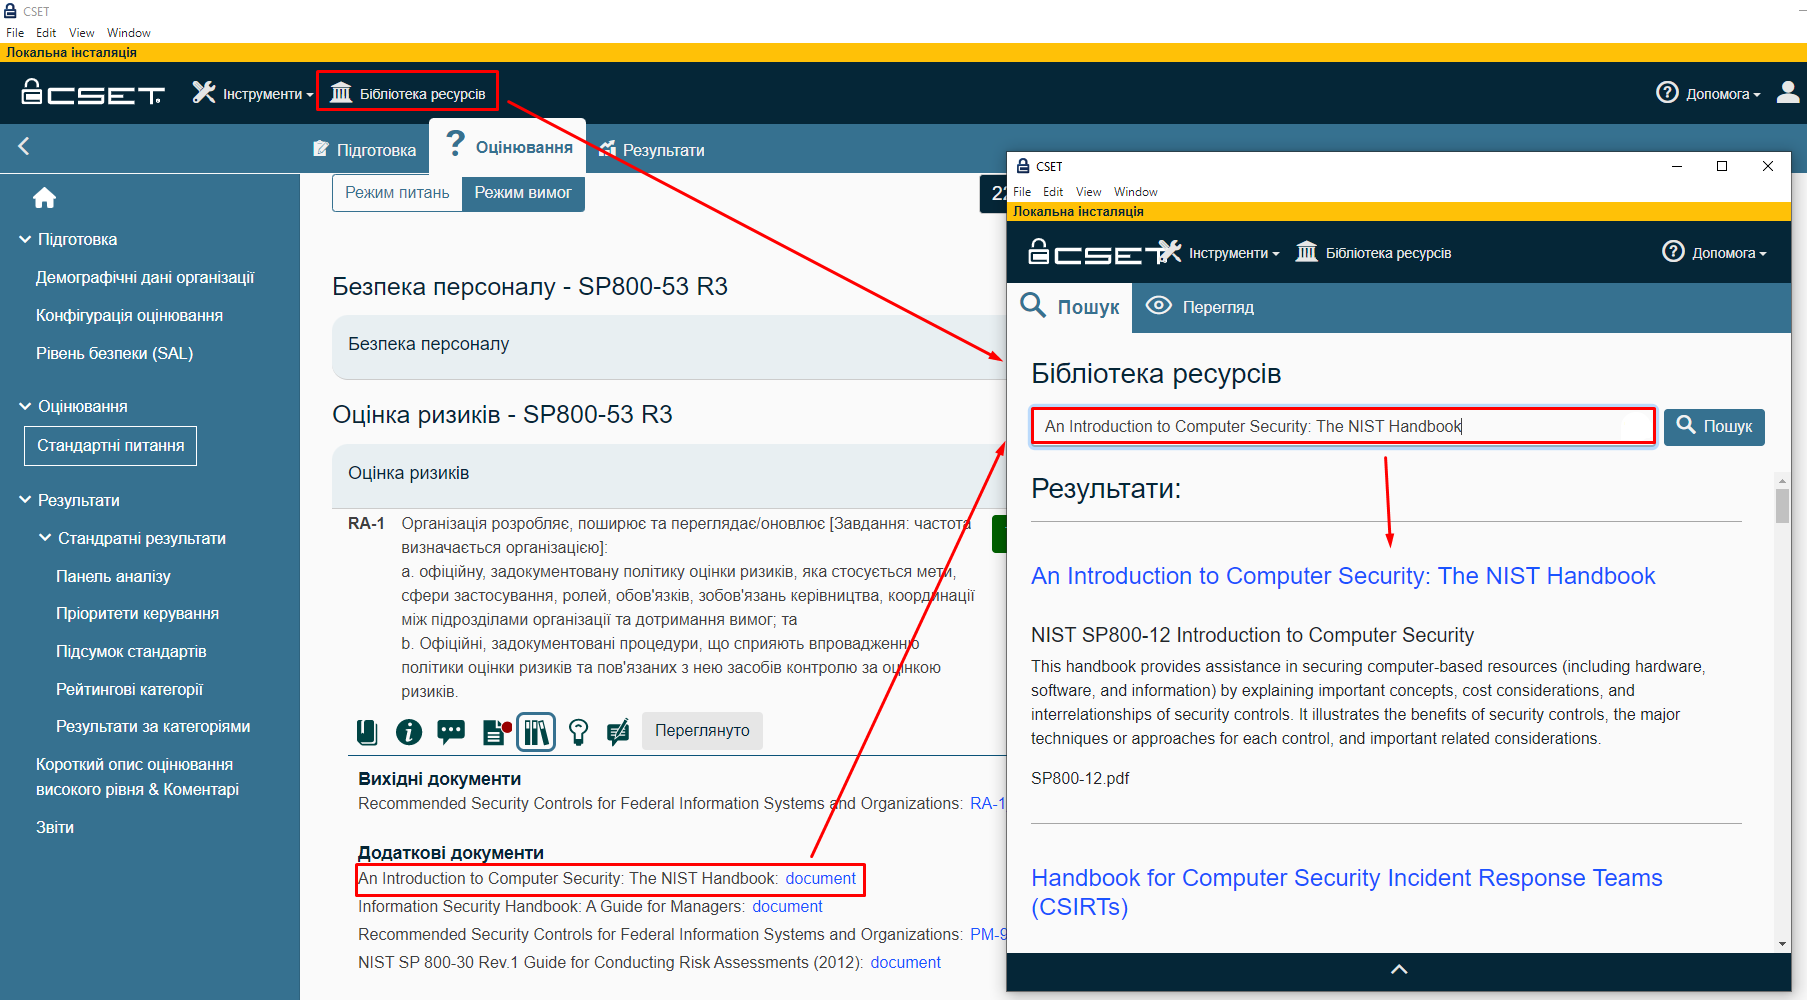 CSET
File Edit View Window
Локальна інсталяція
CSET
Інструменти
Бібліотека ресурсів
Допомога
Підготовка
Оцінювання
Результати
Підготовка
Демографічні дані організації
Конфігурація оцінювання
Рівень безпеки (SAL)
Оцінювання
Стандартні питання
Результати
Стандратні результати
Панель аналізу
Пріоритети керування
Підсумок стандартів
Рейтингові категорії
Результати за категоріями
Короткий опис оцінювання
високого рівня & Коментарі
Звіти
Режим питань
Режим вимог
22
Безпека персоналу - SP800-53 R3
Безпека персоналу
Оцінка ризиків - SP800-53 R3
Оцінка ризиків
RA-1 Організація розробляє, поширює та переглядає/оновлює [Завдання: частота
визначається організацією]:
a. офіційну, задокументовану політику оцінки ризиків, яка стосується мети,
сфери застосування, ролей, обов'язків, зобов'язань керівництва, координації
між підрозділами організації та дотримання вимог; та
b. Офіційні, задокументовані процедури, що сприяють впровадженню
політики оцінки ризиків та пов'язаних з нею засобів контролю за оцінкою
ризиків.
Переглянуто
Вихідні документи
Recommended Security Controls for Federal Information Systems and Organizations: RA-1
Додаткові документи
An Introduction to Computer Security: The NIST Handbook: document
Information Security Handbook: A Guide for Managers: document
Recommended Security Controls for Federal Information Systems and Organizations: PM-9
NIST SP 800-30 Rev.1 Guide for Conducting Risk Assessments (2012): document
CSET
File Edit View Window
Локальна інсталяція
CSET
Інструменти
Бібліотека ресурсів
Допомога
Пошук
Перегляд
Бібліотека ресурсів
An Introduction to Computer Security: The NIST Handbook
Пошук
Результати:
An Introduction to Computer Security: The NIST Handbook
NIST SP800-12 Introduction to Computer Security
This handbook provides assistance in securing computer-based resources (including hardware,
software, and information) by explaining important concepts, cost considerations, and
interrelationships of security controls. It illustrates the benefits of security controls, the major
techniques or approaches for each control, and important related considerations.
SP800-12.pdf
Handbook for Computer Security Incident Response Teams
(CSIRTs)